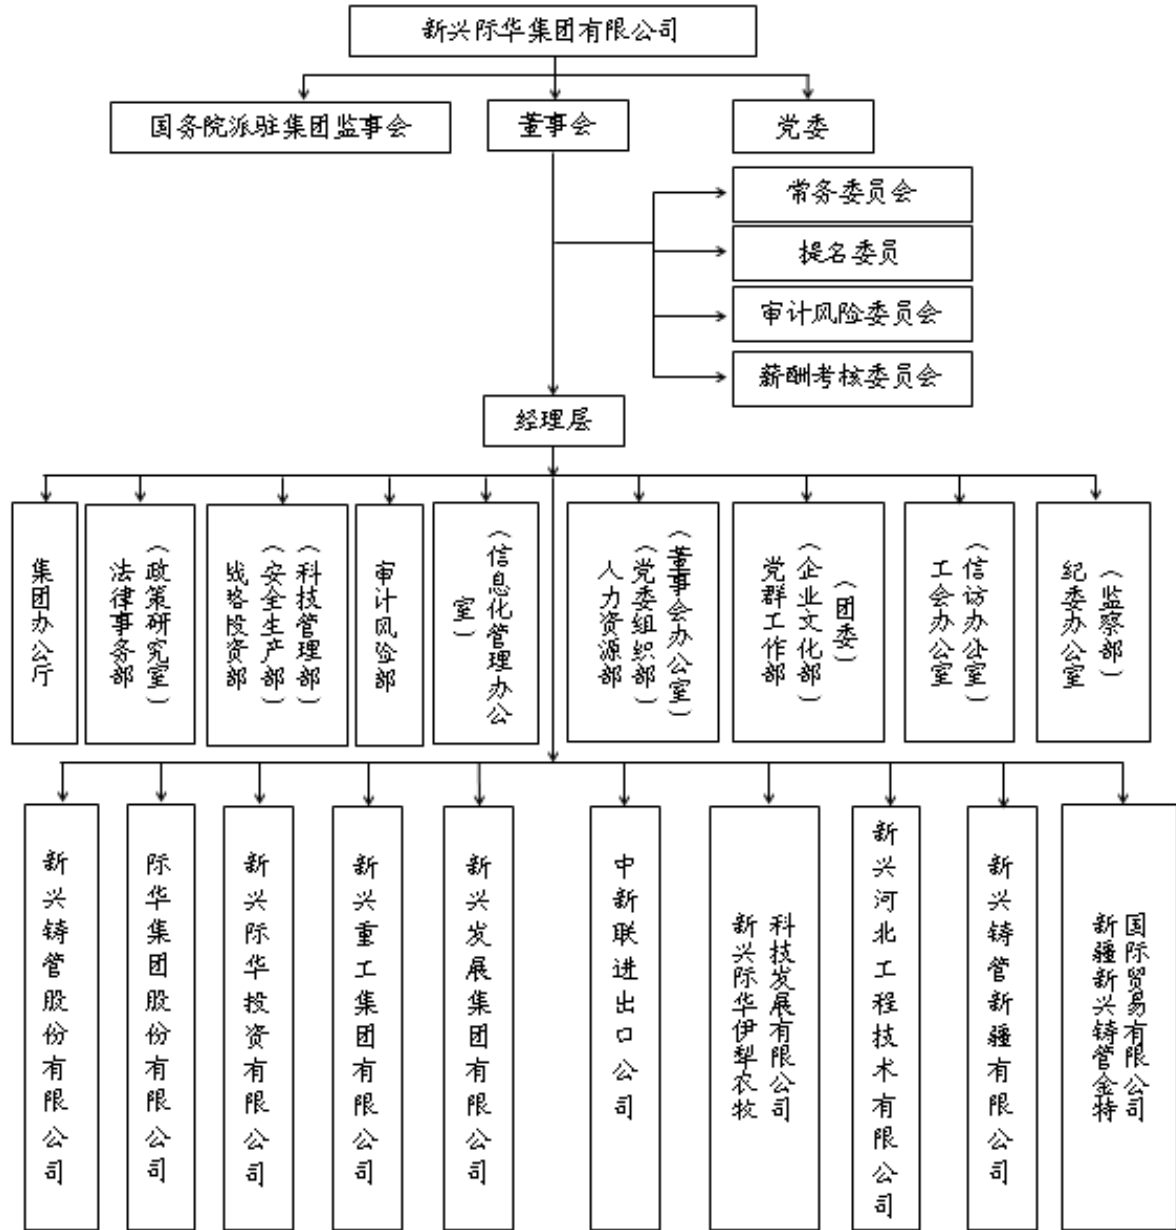 新兴际华集团有限公司
国务院派驻集团监事会
董事会
党委
常务委员会
提名委员
审计风险委员会
薪酬考核委员会
经理层
集团办公厅
法律事务部
（政策研究室）
战略投资部
（安全生产部）
（科技管理部）
审计风险部
（信息化管理办公
室）
人力资源部
（党委组织部）
（董事会办公室）
党群工作部
（企业文化部）
（团委）
工会办公室
（信访办公室）
纪委办公室
（监察部）
新兴铸管股份有限公司
际华集团股份有限公司
新兴际华投资有限公司
新兴重工集团有限公司
新兴发展集团有限公司
中新联进出口公司
新兴际华伊犁农牧
科技发展有限公司
新兴河北工程技术有限公司
新兴铸管新疆有限公司
新疆新兴铸管金特
国际贸易有限公司